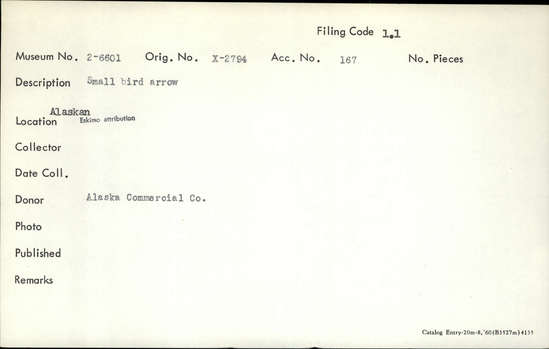 Filing Code 1.1
Museum No. 2-6601 Orig. No. X-2794 Acc. No. 167 No. Pieces
Description Small bird arrow
Alaskan
Location Eskimo attribution
Collector
Date Coll.
Donor Alaska Commercial Co.
Photo
Published
Remarks
Catalog Entry-20m-8,'60(B1527m)4155